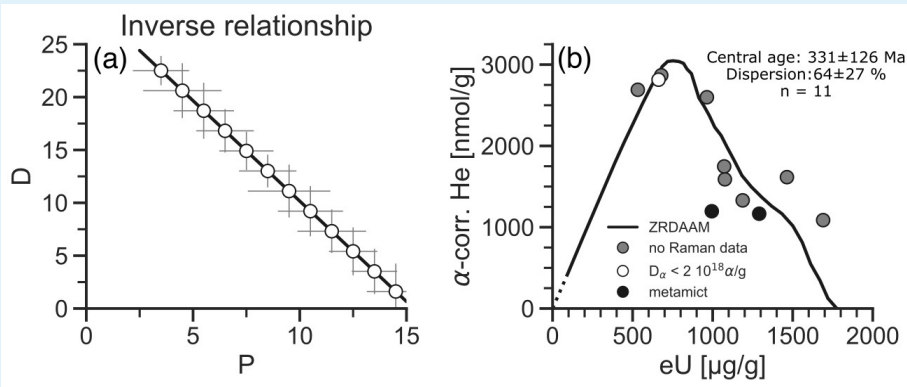 Inverse relationship
(a)
25
20
15
10
5
0
D
0 5 10 15
P
(b)
Central age: 331±126 Ma
Dispersion:64±27 %
n = 11
3000
2000
1000
0
α-corr. He [nmol/g]
ZRDAAM
no Raman data
Dα < 2 10¹⁸α/g
metamict
0 500 1000 1500 2000
eU [µg/g]